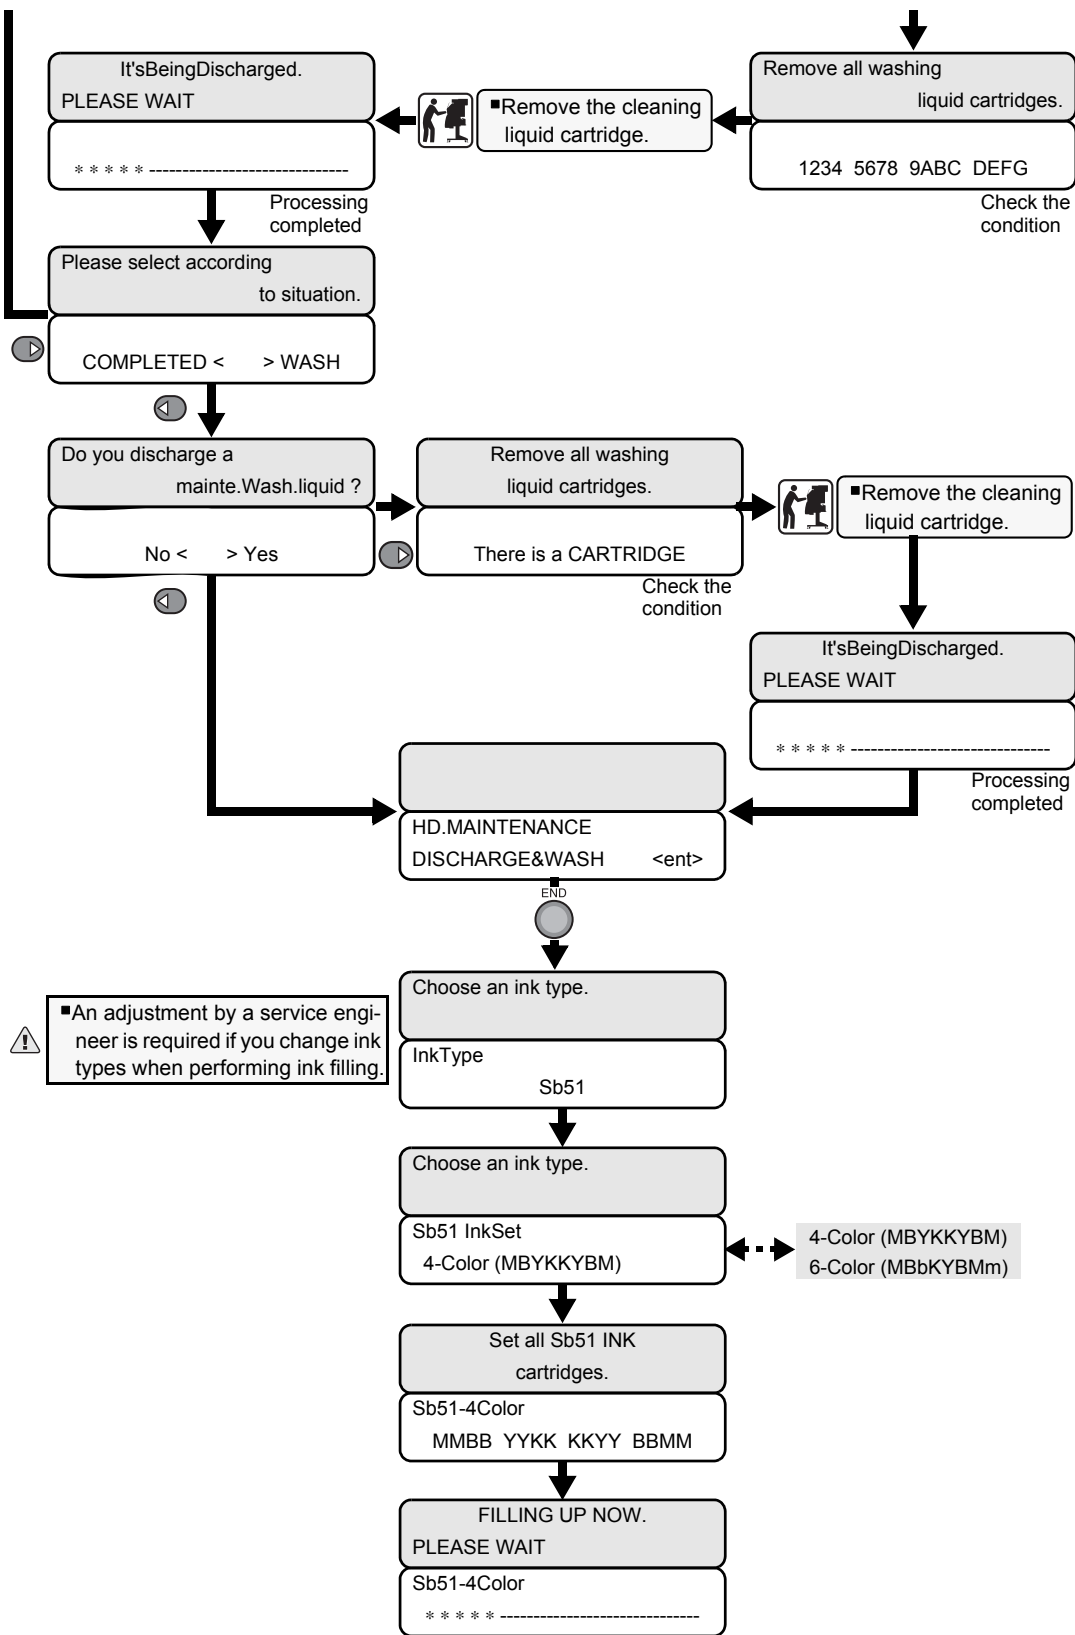 Remove all washing
liquid cartridges.
1234 5678 9ABC DEFG
Check the
condition
■Remove the cleaning
liquid cartridge.
It'sBeingDischarged.
PLEASE WAIT
* * * * * ------------------------------
Processing
completed
Please select according
to situation.
COMPLETED < > WASH
Do you discharge a
mainte.Wash.liquid ?
No < > Yes
Remove all washing
liquid cartridges.
There is a CARTRIDGE
Check the
condition
■Remove the cleaning
liquid cartridge.
It'sBeingDischarged.
PLEASE WAIT
* * * * * ------------------------------
Processing
completed
HD.MAINTENANCE
DISCHARGE&WASH <ent>
END
■An adjustment by a service engi-
neer is required if you change ink
types when performing ink filling.
Choose an ink type.
InkType
Sb51
Choose an ink type.
Sb51 InkSet
4-Color (MBYKKYBM)
4-Color (MBYKKYBM)
6-Color (MBbKYBMm)
Set all Sb51 INK
cartridges.
Sb51-4Color
MMBB YYKK KKYY BBMM
FILLING UP NOW.
PLEASE WAIT
Sb51-4Color
* * * * * ------------------------------